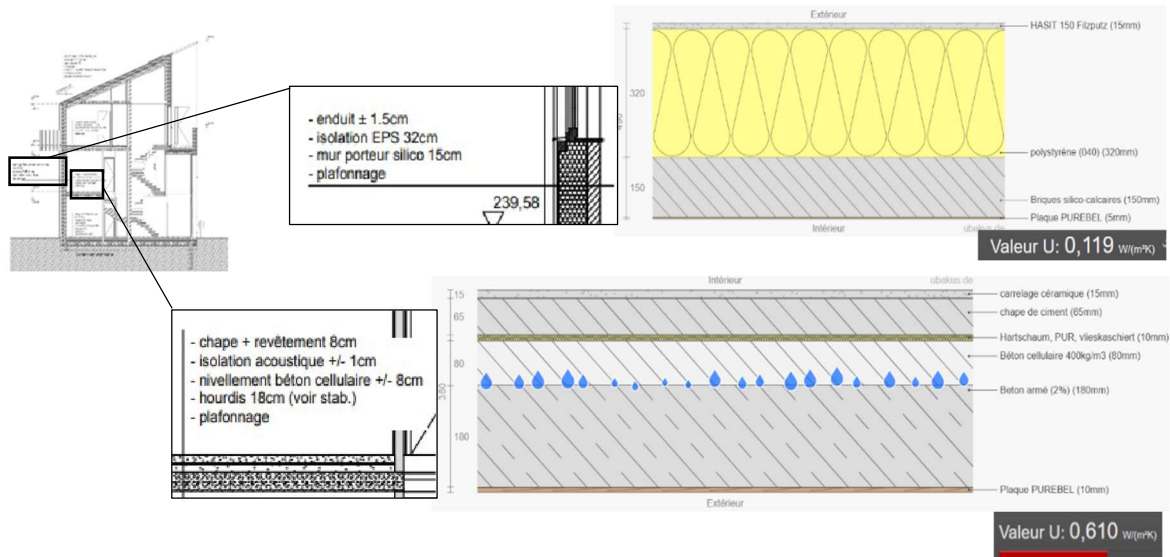 Extérieur
HASIT 150 Filzputz (15mm)
320
150
polystyrène (040) (320mm)
Briques silico-calcaires (150mm)
Plaque PUREBEL (5mm)
Intérieur
ubakus.de
Valeur U: 0,119 W/(m²K)
- enduit ± 1.5cm
- isolation EPS 32cm
- mur porteur silico 15cm
- plafonnage
239,58
Intérieur
ubakus.de
15
65
80
180
carrelage céramique (15mm)
chape de ciment (65mm)
Hartschaum, PUR, vlieskaschiert (10mm)
Béton cellulaire 400kg/m3 (80mm)
Beton armé (2%) (180mm)
Plaque PUREBEL (10mm)
Extérieur
- chape + revêtement 8cm
- isolation acoustique +/- 1cm
- nivellement béton cellulaire +/- 8cm
- hourdis 18cm (voir stab.)
- plafonnage
Valeur U: 0,610 W/(m²K)